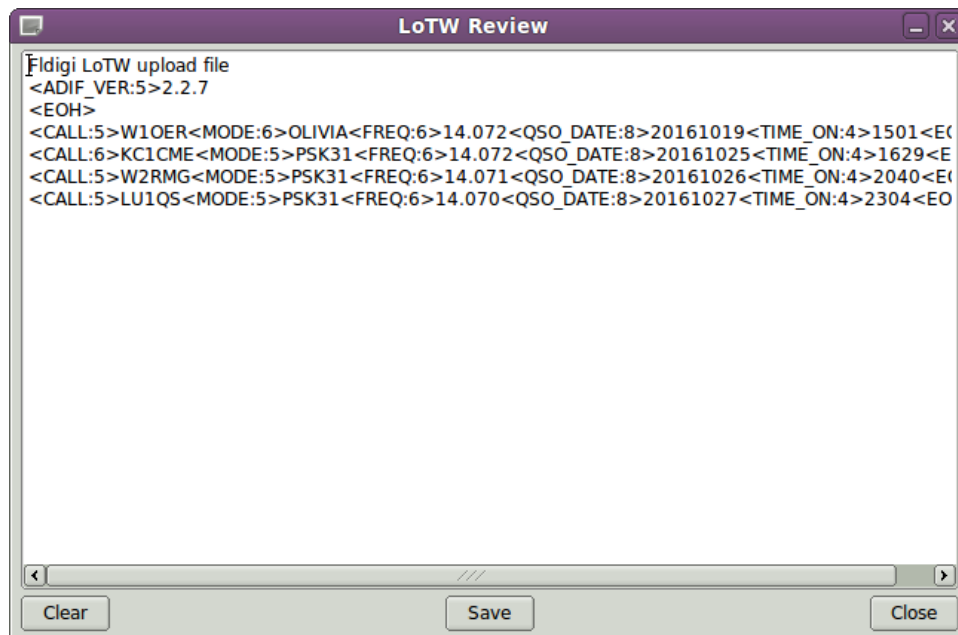 LoTW Review
Fldigi LoTW upload file
<ADIF_VER:5>2.2.7
<EOH>
<CALL:5>W1OER<MODE:6>OLIVIA<FREQ:6>14.072<QSO_DATE:8>20161019<TIME_ON:4>1501<E
<CALL:6>KC1CME<MODE:5>PSK31<FREQ:6>14.072<QSO_DATE:8>20161025<TIME_ON:4>1629<E
<CALL:5>W2RMG<MODE:5>PSK31<FREQ:6>14.071<QSO_DATE:8>20161026<TIME_ON:4>2040<E
<CALL:5>LU1QS<MODE:5>PSK31<FREQ:6>14.070<QSO_DATE:8>20161027<TIME_ON:4>2304<EO
Clear Save Close